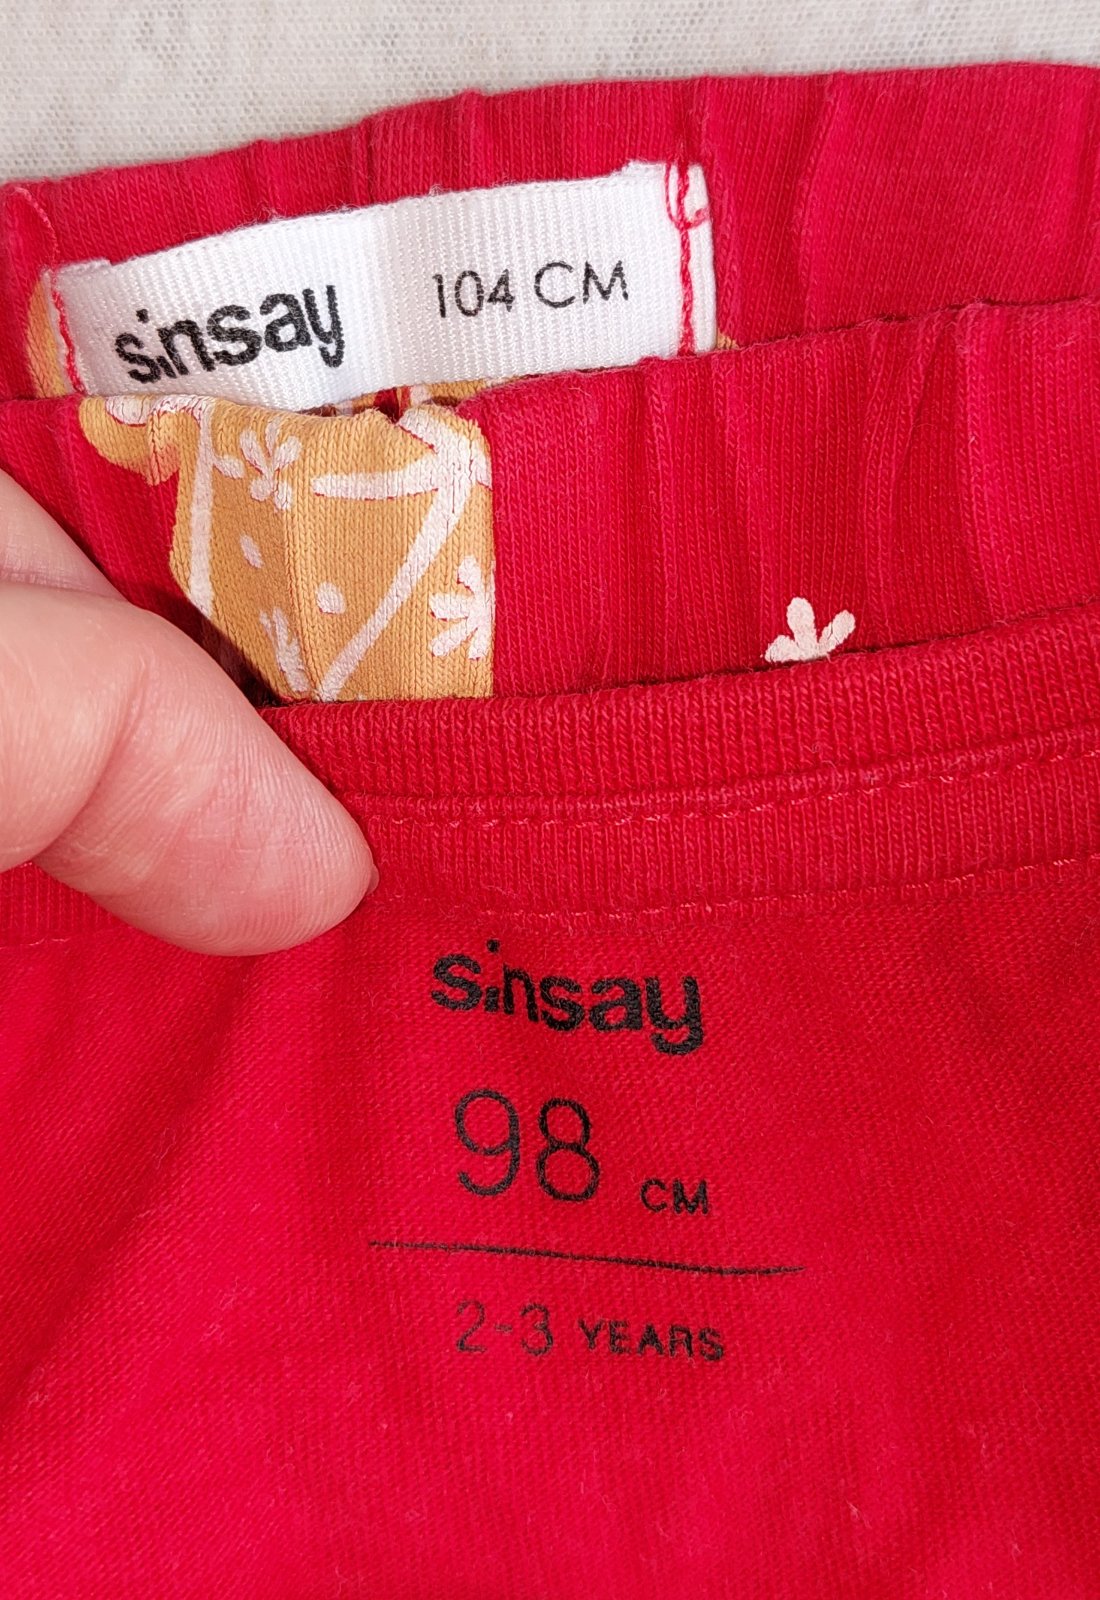 sinsay 104 CM
sinsay
98 CM
2-3 YEARS